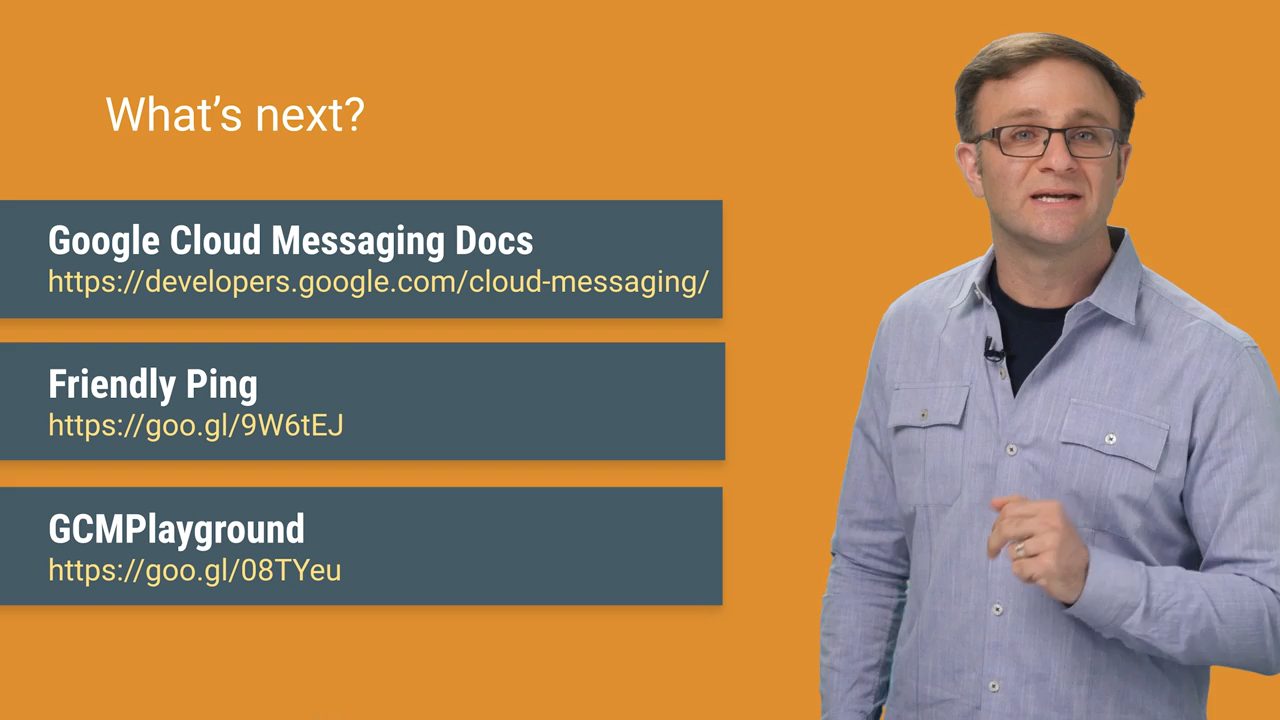 What’s next?
Google Cloud Messaging Docs
https://developers.google.com/cloud-messaging/
Friendly Ping
https://goo.gl/9W6tEJ
GCMPlayground
https://goo.gl/08TYeu